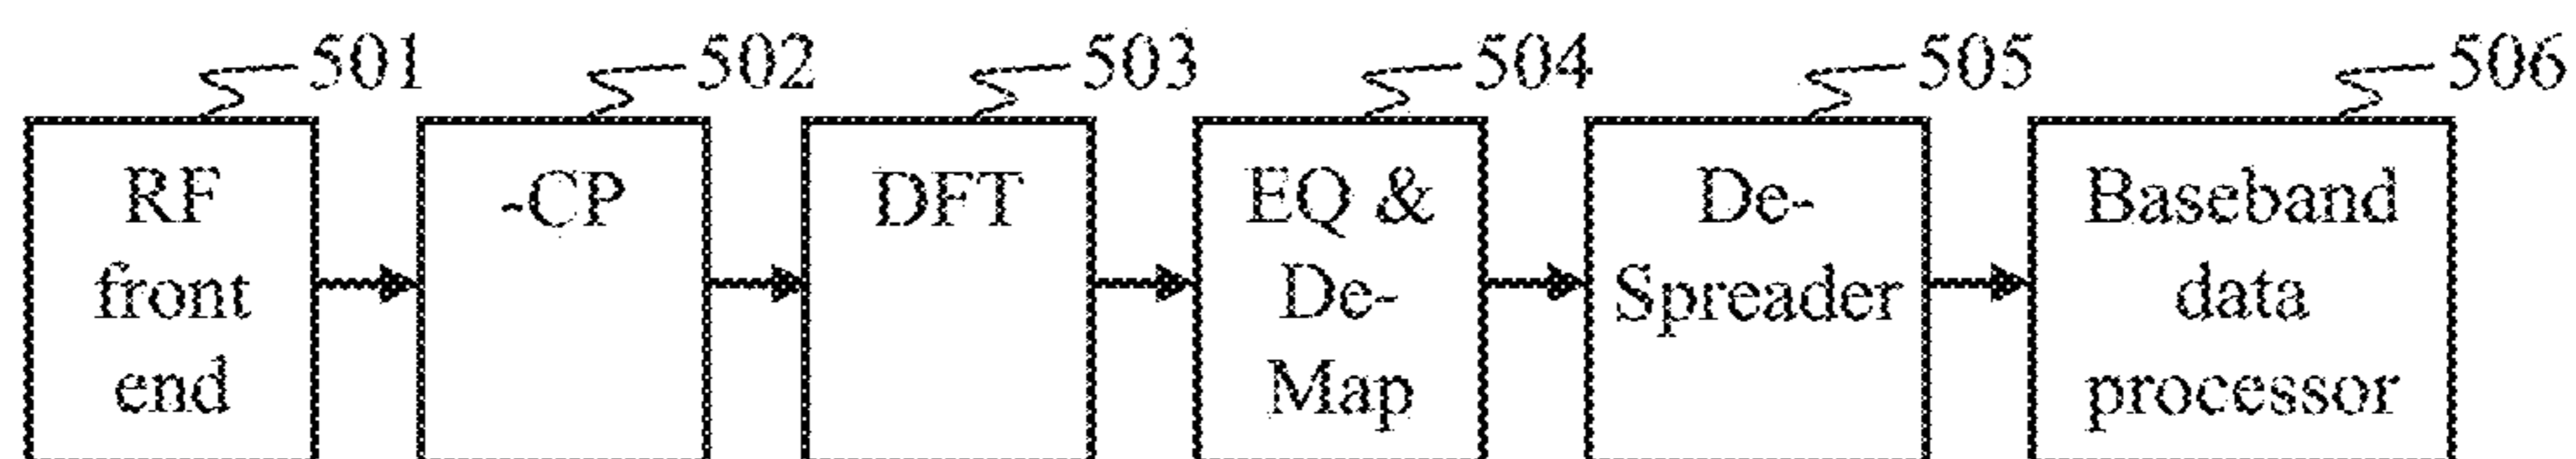 501
502
503
504
505
506
RF
front
end
-CP
DFT
EQ &
De-
Map
De-
Spreader
Baseband
data
processor